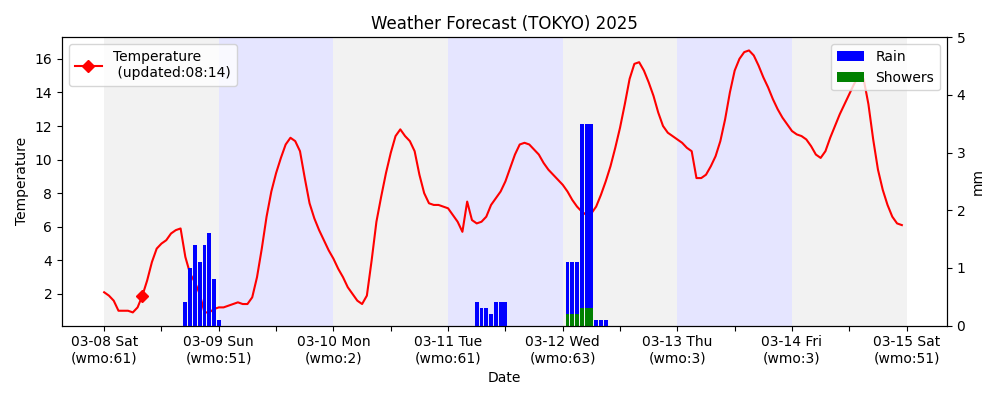 Weather Forecast (TOKYO) 2025
Temperature
(updated:08:14)
Rain
Showers
16
14
12
10
8
6
4
2
Temperature
5
4
3
2
1
0
mm
03-08 Sat
(wmo:61)
03-09 Sun
(wmo:51)
03-10 Mon
(wmo:2)
03-11 Tue
(wmo:61)
03-12 Wed
(wmo:63)
03-13 Thu
(wmo:3)
03-14 Fri
(wmo:3)
03-15 Sat
(wmo:51)
Date